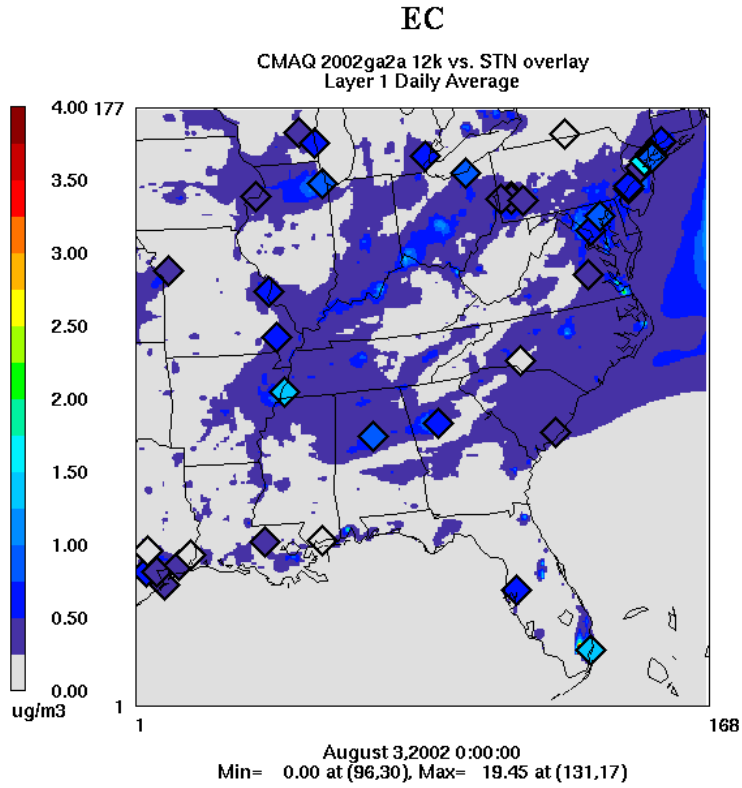 EC
CMAQ 2002ga2a 12k vs. STN overlay
Layer 1 Daily Average
4.00
177
3.50
3.00
2.50
2.00
1.50
1.00
0.50
0.00
1
ug/m3
1
168
August 3,2002 0:00:00
Min= 0.00 at (96,30), Max= 19.45 at (131,17)